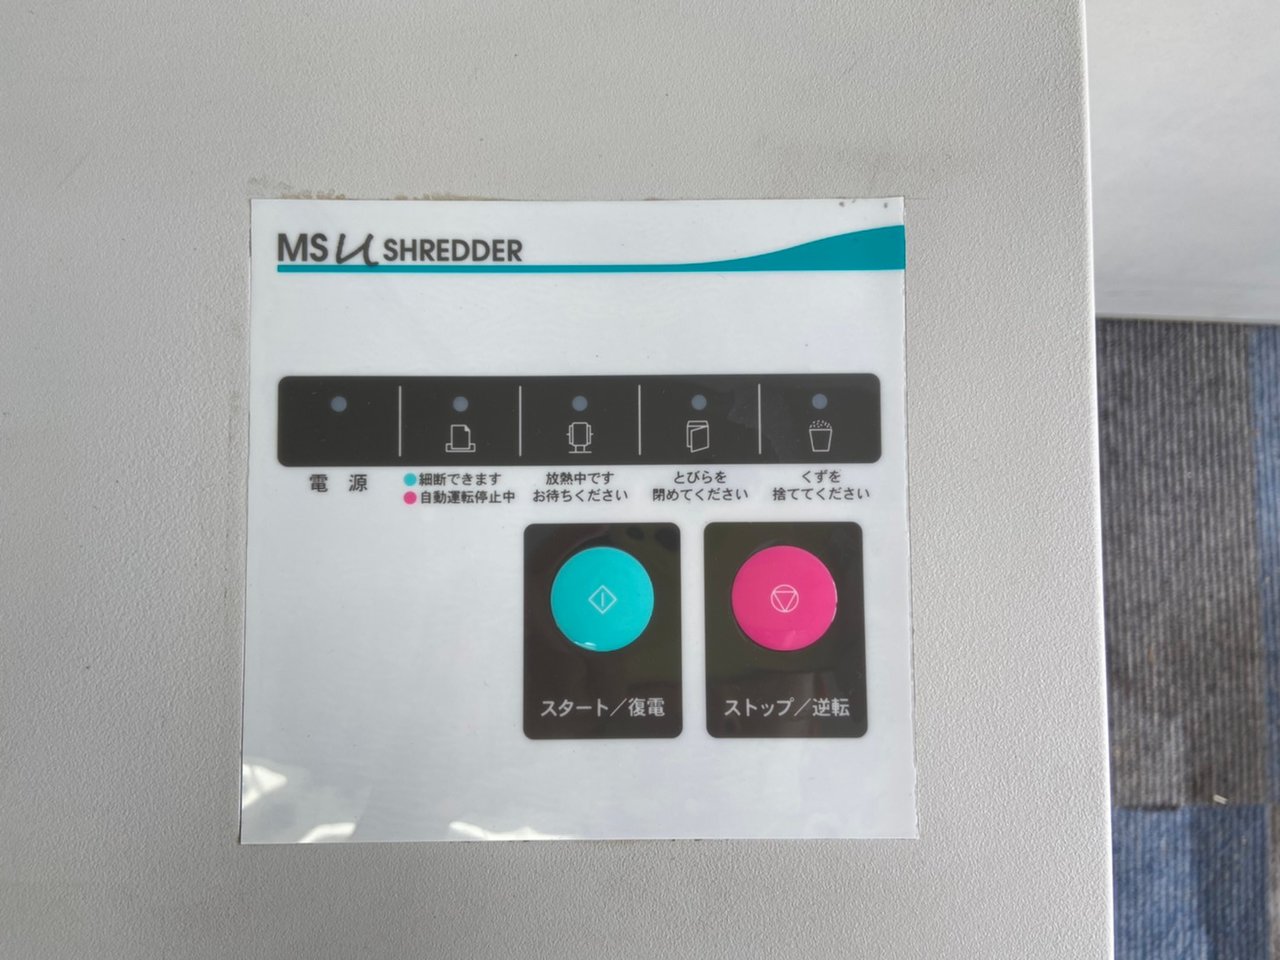 MS U SHREDDER
電源
細断できます
自動運転停止中
放熱中です
お待ちください
とびらを
閉めてください
くずを
捨ててください
スタート／復電
ストップ／逆転